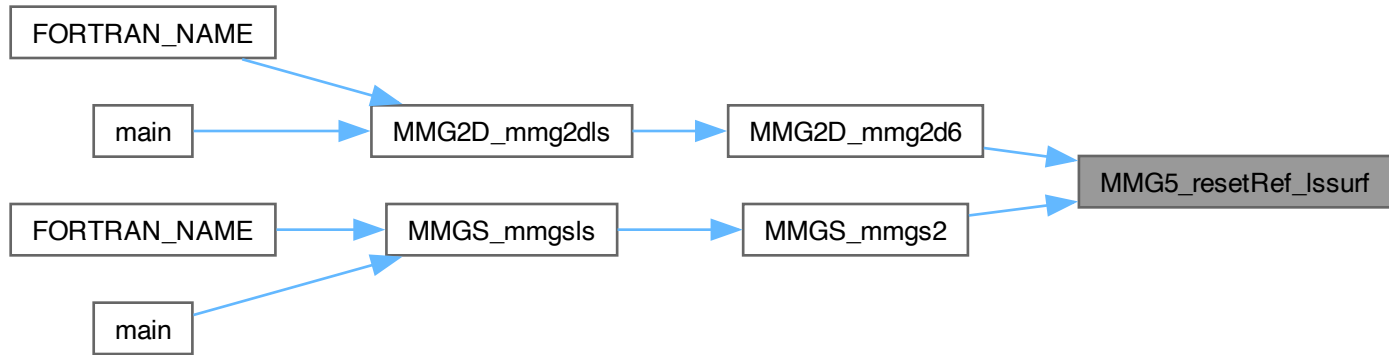 FORTRAN_NAME
main
MMG2D_mmg2dls
MMG2D_mmg2d6
MMG5_resetRef_lssurf
FORTRAN_NAME
MMGS_mmgsls
MMGS_mmgs2
main